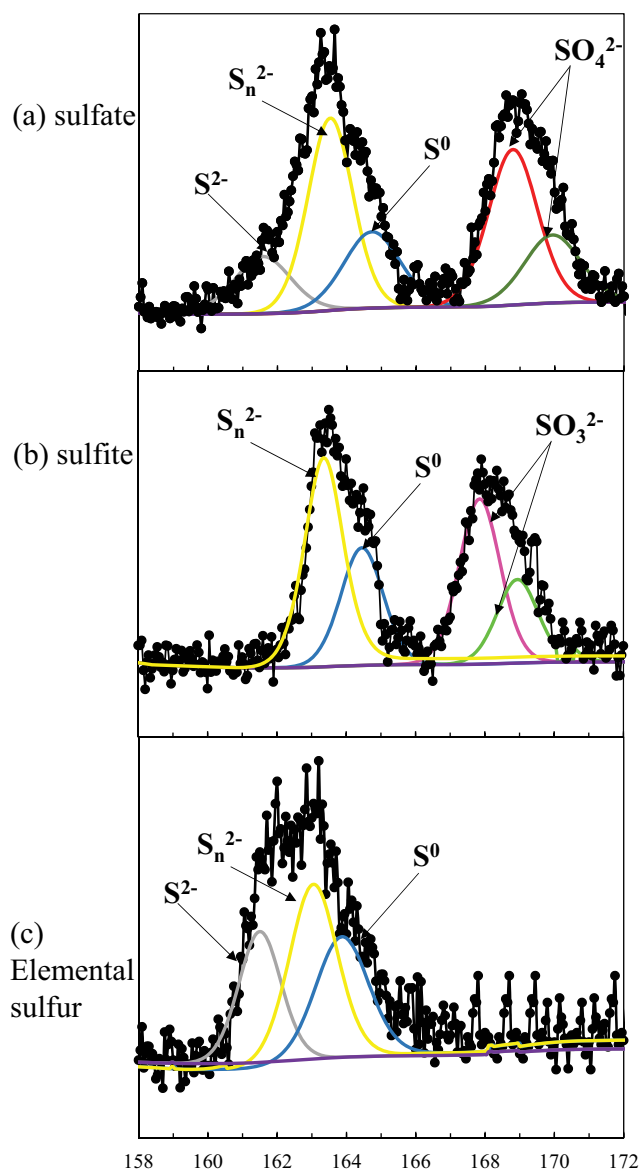 (a) sulfate
S²⁻
Sₙ²⁻
S⁰
SO₄²⁻
(b) sulfite
Sₙ²⁻
S⁰
SO₃²⁻
(c)
Elemental
sulfur
S²⁻
Sₙ²⁻
S⁰
158 160 162 164 166 168 170 172